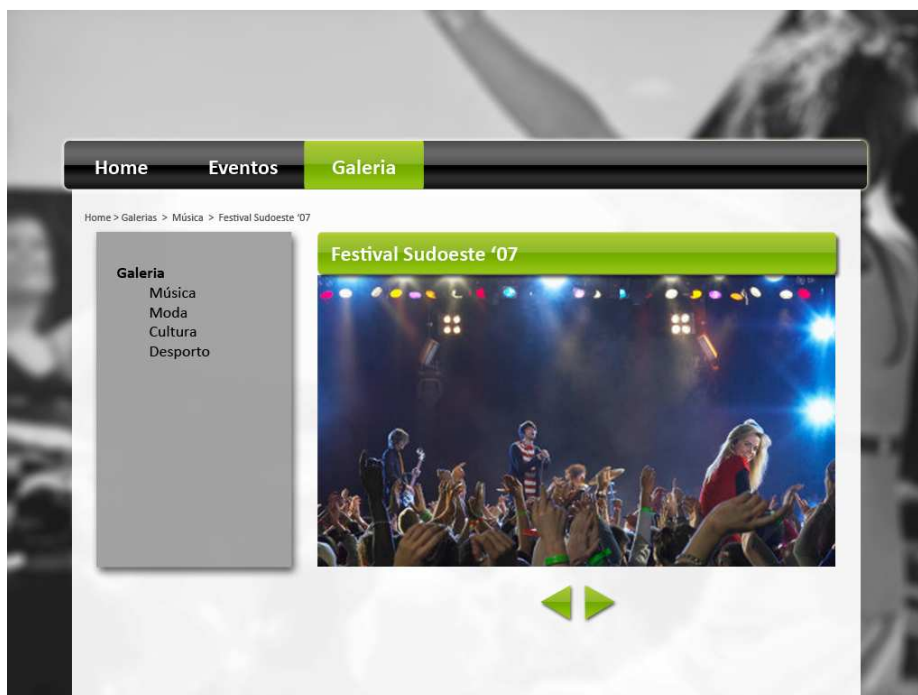 Home Eventos Galeria
Home > Galerias > Música > Festival Sudoeste ‘07
Galeria
Música
Moda
Cultura
Desporto
Festival Sudoeste ‘07